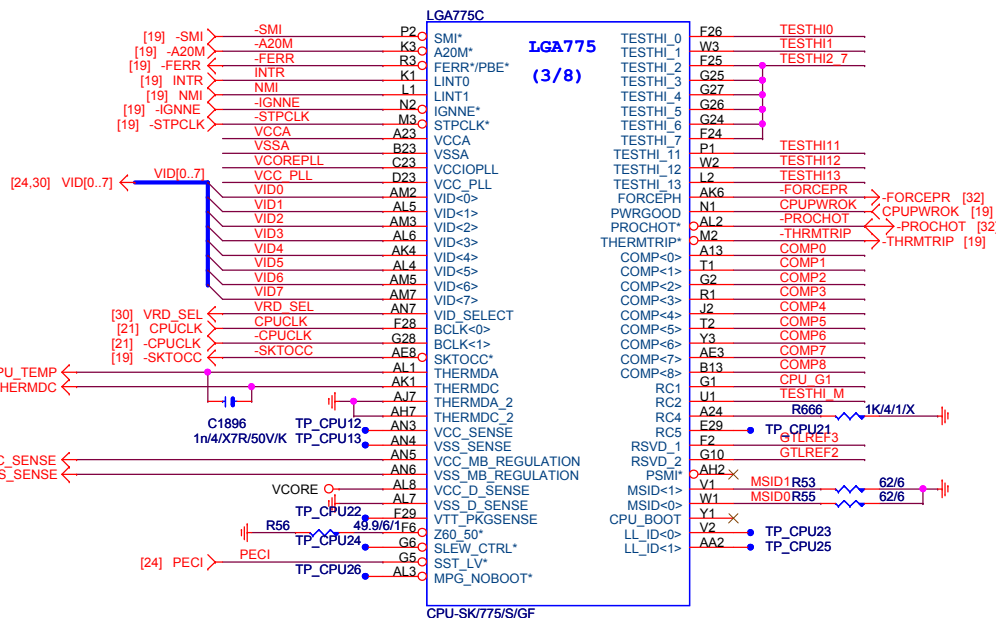 LGA775C
LGA775
(3/8)
[19] -SMI -SMI P2 SMI* TESTHI_0 F26 TESTHI0
[19] -A20M -A20M K3 A20M* TESTHI_1 W3 TESTHI1
[19] -FERR -FERR R3 FERR*/PBE* TESTHI_2 F25 TESTHI2_7
[19] INTR INTR K1 LINT0 TESTHI_3 G25
[19] NMI NMI L1 LINT1 TESTHI_4 G27
[19] -IGNNE -IGNNE N2 IGNNE* TESTHI_5 G26
[19] -STPCLK -STPCLK M3 STPCLK* TESTHI_6 G24
VCCA A23 VCCA TESTHI_7 F24
VSSA B23 VSSA TESTHI_11 P1 TESTHI11
VCOREPLL C23 VCCIOPLL TESTHI_12 W2 TESTHI12
[24,30] VID[0..7] VID[0..7] VCC_PLL D23 VCC_PLL TESTHI_13 L2 TESTHI13
VID0 AM2 VID<0> FORCEPH AK6 -FORCEPR -FORCEPR [32]
VID1 AL5 VID<1> PWRGOOD N1 CPUPWROK CPUPWROK [19]
VID2 AM3 VID<2> PROCHOT* AL2 -PROCHOT -PROCHOT [32]
VID3 AL6 VID<3> THERMTRIP* M2 -THRMTRIP -THRMTRIP [19]
VID4 AK4 VID<4> COMP<0> A13 COMP0
VID5 AL4 VID<5> COMP<1> T1 COMP1
VID6 AM5 VID<6> COMP<2> G2 COMP2
VID7 AM7 VID<7> COMP<3> R1 COMP3
[30] VRD_SEL VRD_SEL AN7 VID_SELECT COMP<4> J2 COMP4
[21] CPUCLK CPUCLK F28 BCLK<0> COMP<5> T2 COMP5
[21] -CPUCLK -CPUCLK G28 BCLK<1> COMP<6> Y3 COMP6
[19] -SKTOCC -SKTOCC AE8 SKTOCC* COMP<7> AE3 COMP7
PU_TEMP AL1 THERMDA COMP<8> B13 COMP8
THERMDC AK1 THERMDC RC1 G1 CPU_G1
AJ7 THERMDA_2 RC2 U1 TESTHI_M
C1896 AH7 THERMDC_2 RC4 A24 R666 1K/4/1/X
1n/4/X7R/50V/K TP_CPU12 AN3 VCC_SENSE RC5 E29 TP_CPU21
TP_CPU13 AN4 VSS_SENSE RSVD_1 F2 GTLREF3
C_SENSE AN5 VCC_MB_REGULATION RSVD_2 G10 GTLREF2
S_SENSE AN6 VSS_MB_REGULATION PSMI* AH2
VCORE AL8 VCC_D_SENSE MSID<1> V1 MSID1 R53 62/6
AL7 VSS_D_SENSE MSID<0> W1 MSID0 R55 62/6
TP_CPU22 F29 VTT_PKGSENSE CPU_BOOT Y1
R56 49.9/6/1 F6 Z60_50* LL_ID<0> V2 TP_CPU23
TP_CPU24 G6 SLEW_CTRL* LL_ID<1> AA2 TP_CPU25
[24] PECI PECI G5 SST_LV*
TP_CPU26 AL3 MPG_NOBOOT*
CPU-SK/775/S/GF